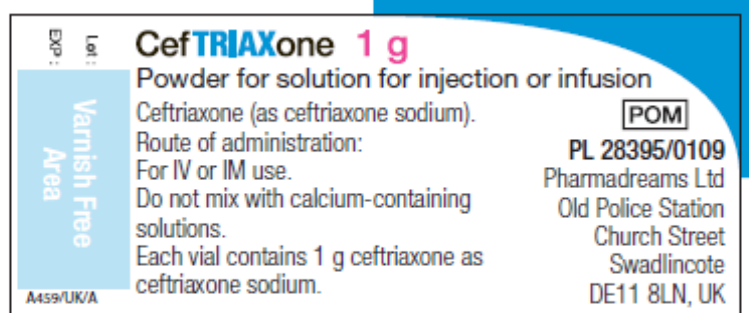 Lot :
EXP :
Varnish Free
Area
A459/UK/A
CefTRIAXone 1 g
Powder for solution for injection or infusion
Ceftriaxone (as ceftriaxone sodium).
Route of administration:
For IV or IM use.
Do not mix with calcium-containing
solutions.
Each vial contains 1 g ceftriaxone as
ceftriaxone sodium.
POM
PL 28395/0109
Pharmadreams Ltd
Old Police Station
Church Street
Swadlincote
DE11 8LN, UK